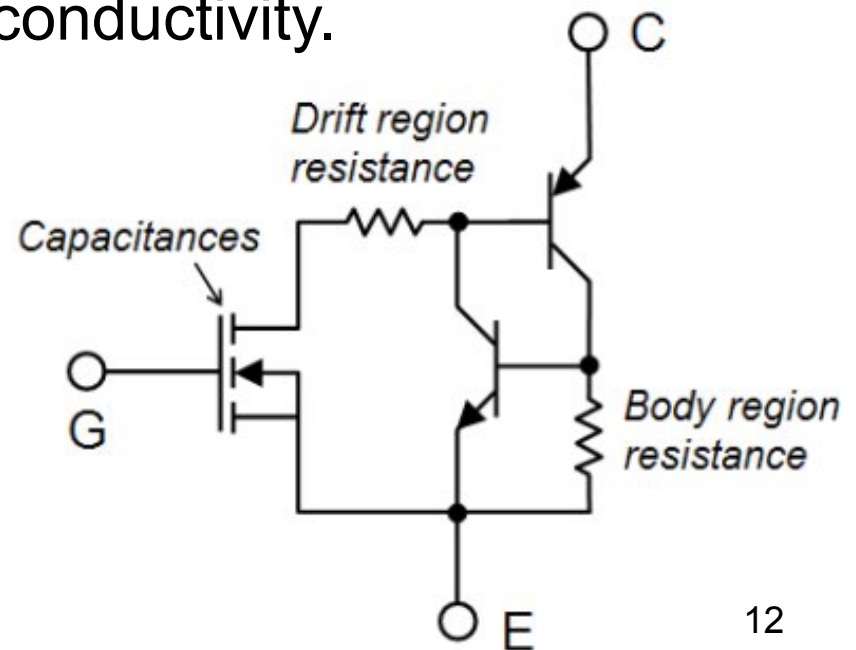 conductivity.
C
Drift region
resistance
Capacitances
G
Body region
resistance
E
12